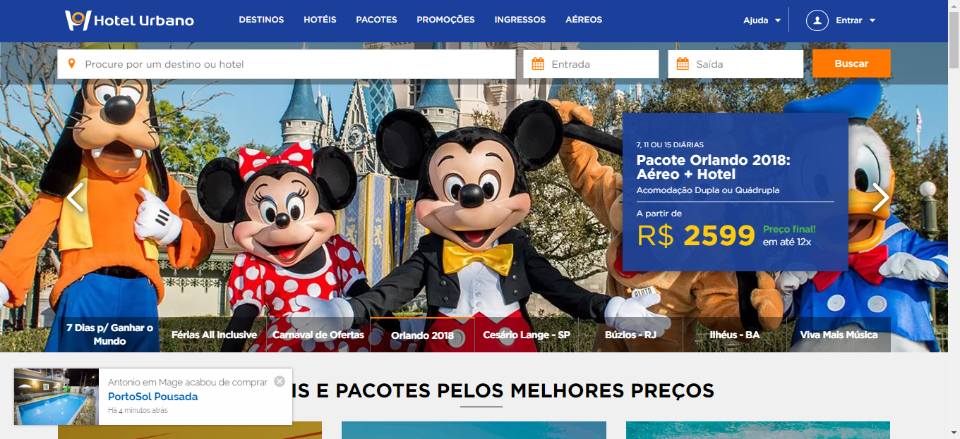 Hotel Urbano
DESTINOS HOTÉIS PACOTES PROMOÇÕES INGRESSOS AÉREOS
Ajuda
Entrar
Procure por um destino ou hotel
Entrada
Saída
Buscar
7, 11 OU 15 DIÁRIAS
Pacote Orlando 2018:
Aéreo + Hotel
Acomodação Dupla ou Quádrupla
A partir de
R$ 2599
Preço final!
em até 12x
7 Dias p/ Ganhar o
Mundo
Férias All Inclusive
Carnaval de Ofertas
Orlando 2018
Cesário Lange - SP
Búzios - RJ
Ilhéus - BA
Viva Mais Música
IS E PACOTES PELOS MELHORES PREÇOS
Antonio em Mage acabou de comprar
PortoSol Pousada
Há 4 minutos atrás